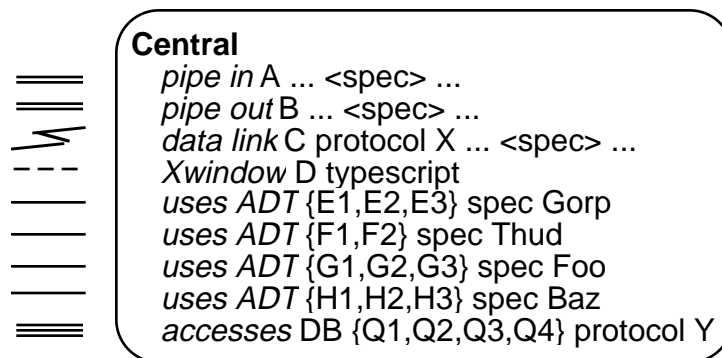 Central
pipe in A ... <spec> ...
pipe out B ... <spec> ...
data link C protocol X ... <spec> ...
Xwindow D typescript
uses ADT {E1,E2,E3} spec Gorp
uses ADT {F1,F2} spec Thud
uses ADT {G1,G2,G3} spec Foo
uses ADT {H1,H2,H3} spec Baz
accesses DB {Q1,Q2,Q3,Q4} protocol Y